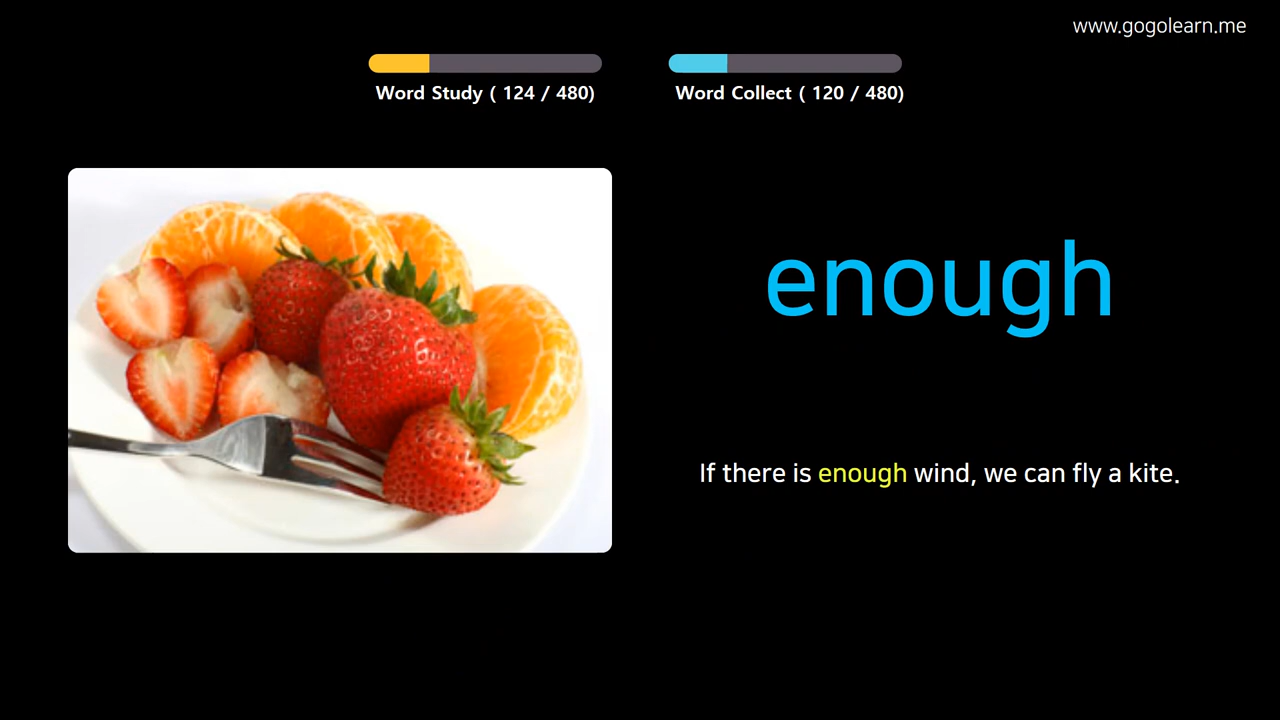 www.gogolearn.me
Word Study ( 124 / 480)
Word Collect ( 120 / 480)
enough
If there is enough wind, we can fly a kite.